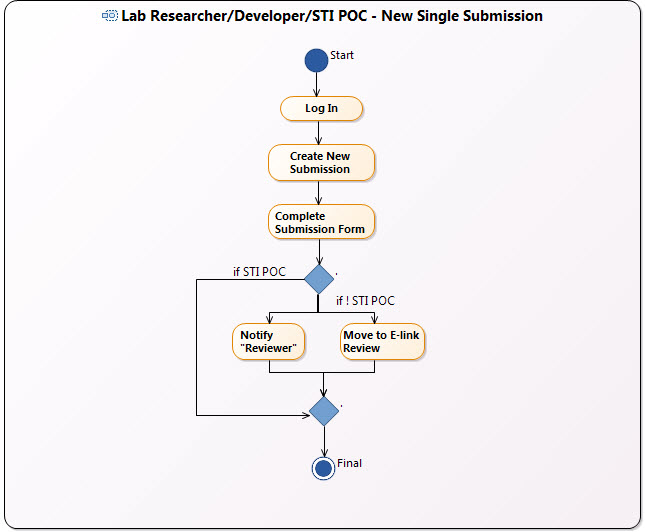 Lab Researcher/Developer/STI POC - New Single Submission
Start
Log In
Create New
Submission
Complete
Submission Form
if STI POC
if ! STI POC
Notify
"Reviewer"
Move to E-link
Review
Final